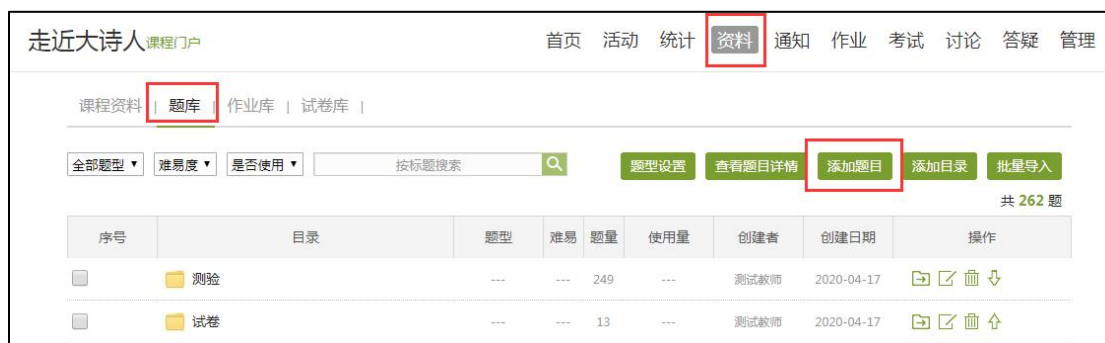 走近大诗人 课程门户 首页 活动 统计 资料 通知 作业 考试 讨论 答疑 管理
课程资料 | 题库 | 作业库 | 试卷库 |
全部题型 难易度 是否使用 按标题搜索 题型设置 查看题目详情 添加题目 添加目录 批量导入
共 262 题
序号 目录 题型 难易 题量 使用量 创建者 创建日期 操作
测验 --- --- 249 --- 测试教师 2020-04-17
试卷 --- --- 13 --- 测试教师 2020-04-17